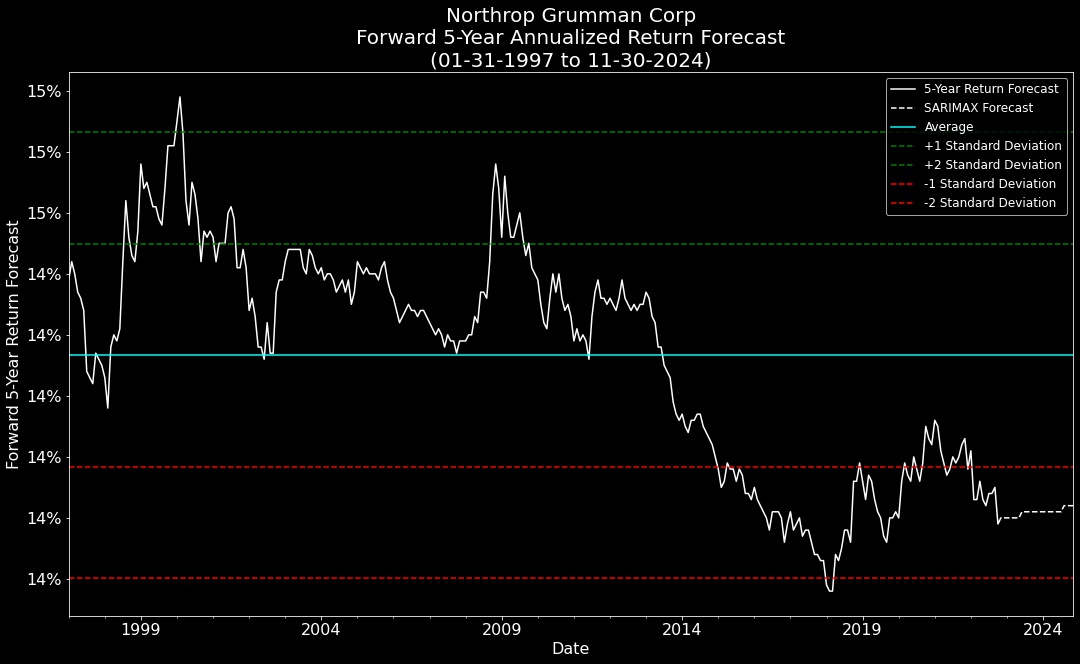 Northrop Grumman Corp
Forward 5-Year Annualized Return Forecast
(01-31-1997 to 11-30-2024)
5-Year Return Forecast
SARIMAX Forecast
Average
+1 Standard Deviation
+2 Standard Deviation
-1 Standard Deviation
-2 Standard Deviation
Forward 5-Year Return Forecast
15%
15%
15%
14%
14%
14%
14%
14%
14%
1999
2004
2009
2014
2019
2024
Date